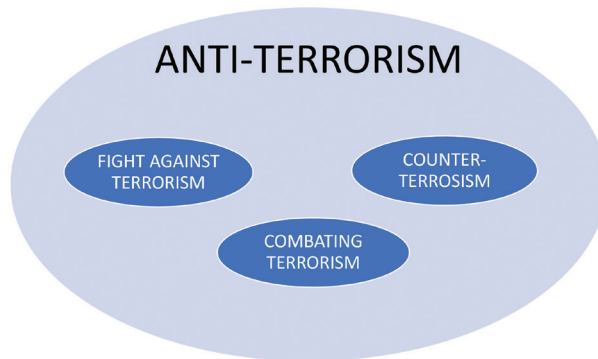 ANTI-TERRORISM
FIGHT AGAINST
TERRORISM
COUNTER-
TERROSISM
COMBATING
TERRORISM